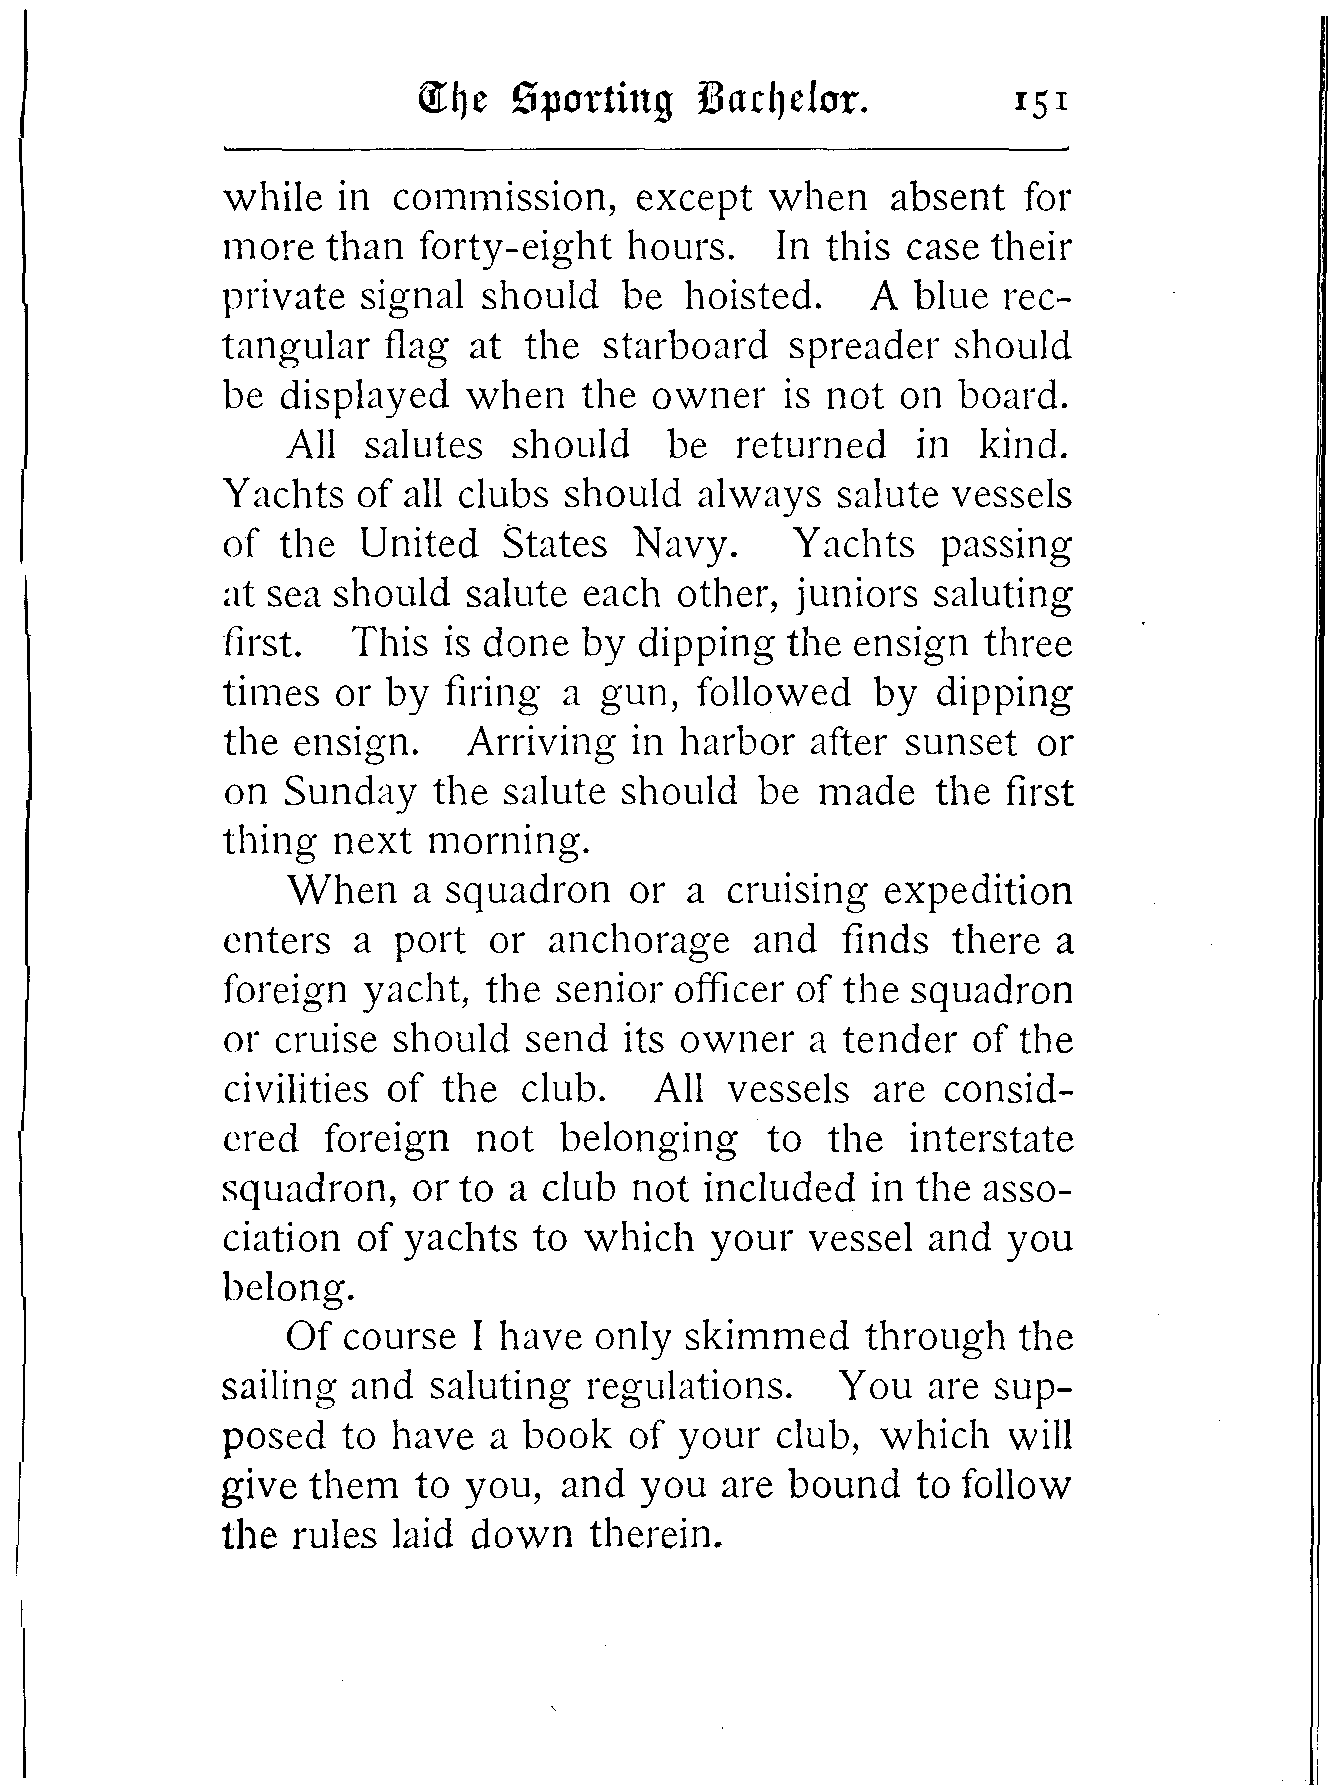 The Sporting Bachelor. 151
while in commission, except when absent for
more than forty-eight hours. In this case their
private signal should be hoisted. A blue rec-
tangular flag at the starboard spreader should
be displayed when the owner is not on board.
All salutes should be returned in kind.
Yachts of all clubs should always salute vessels
of the United States Navy. Yachts passing
at sea should salute each other, juniors saluting
first. This is done by dipping the ensign three
times or by firing a gun, followed by dipping
the ensign. Arriving in harbor after sunset or
on Sunday the salute should be made the first
thing next morning.
When a squadron or a cruising expedition
enters a port or anchorage and finds there a
foreign yacht, the senior officer of the squadron
or cruise should send its owner a tender of the
civilities of the club. All vessels are consid-
ered foreign not belonging to the interstate
squadron, or to a club not included in the asso-
ciation of yachts to which your vessel and you
belong.
Of course I have only skimmed through the
sailing and saluting regulations. You are sup-
posed to have a book of your club, which will
give them to you, and you are bound to follow
the rules laid down therein.